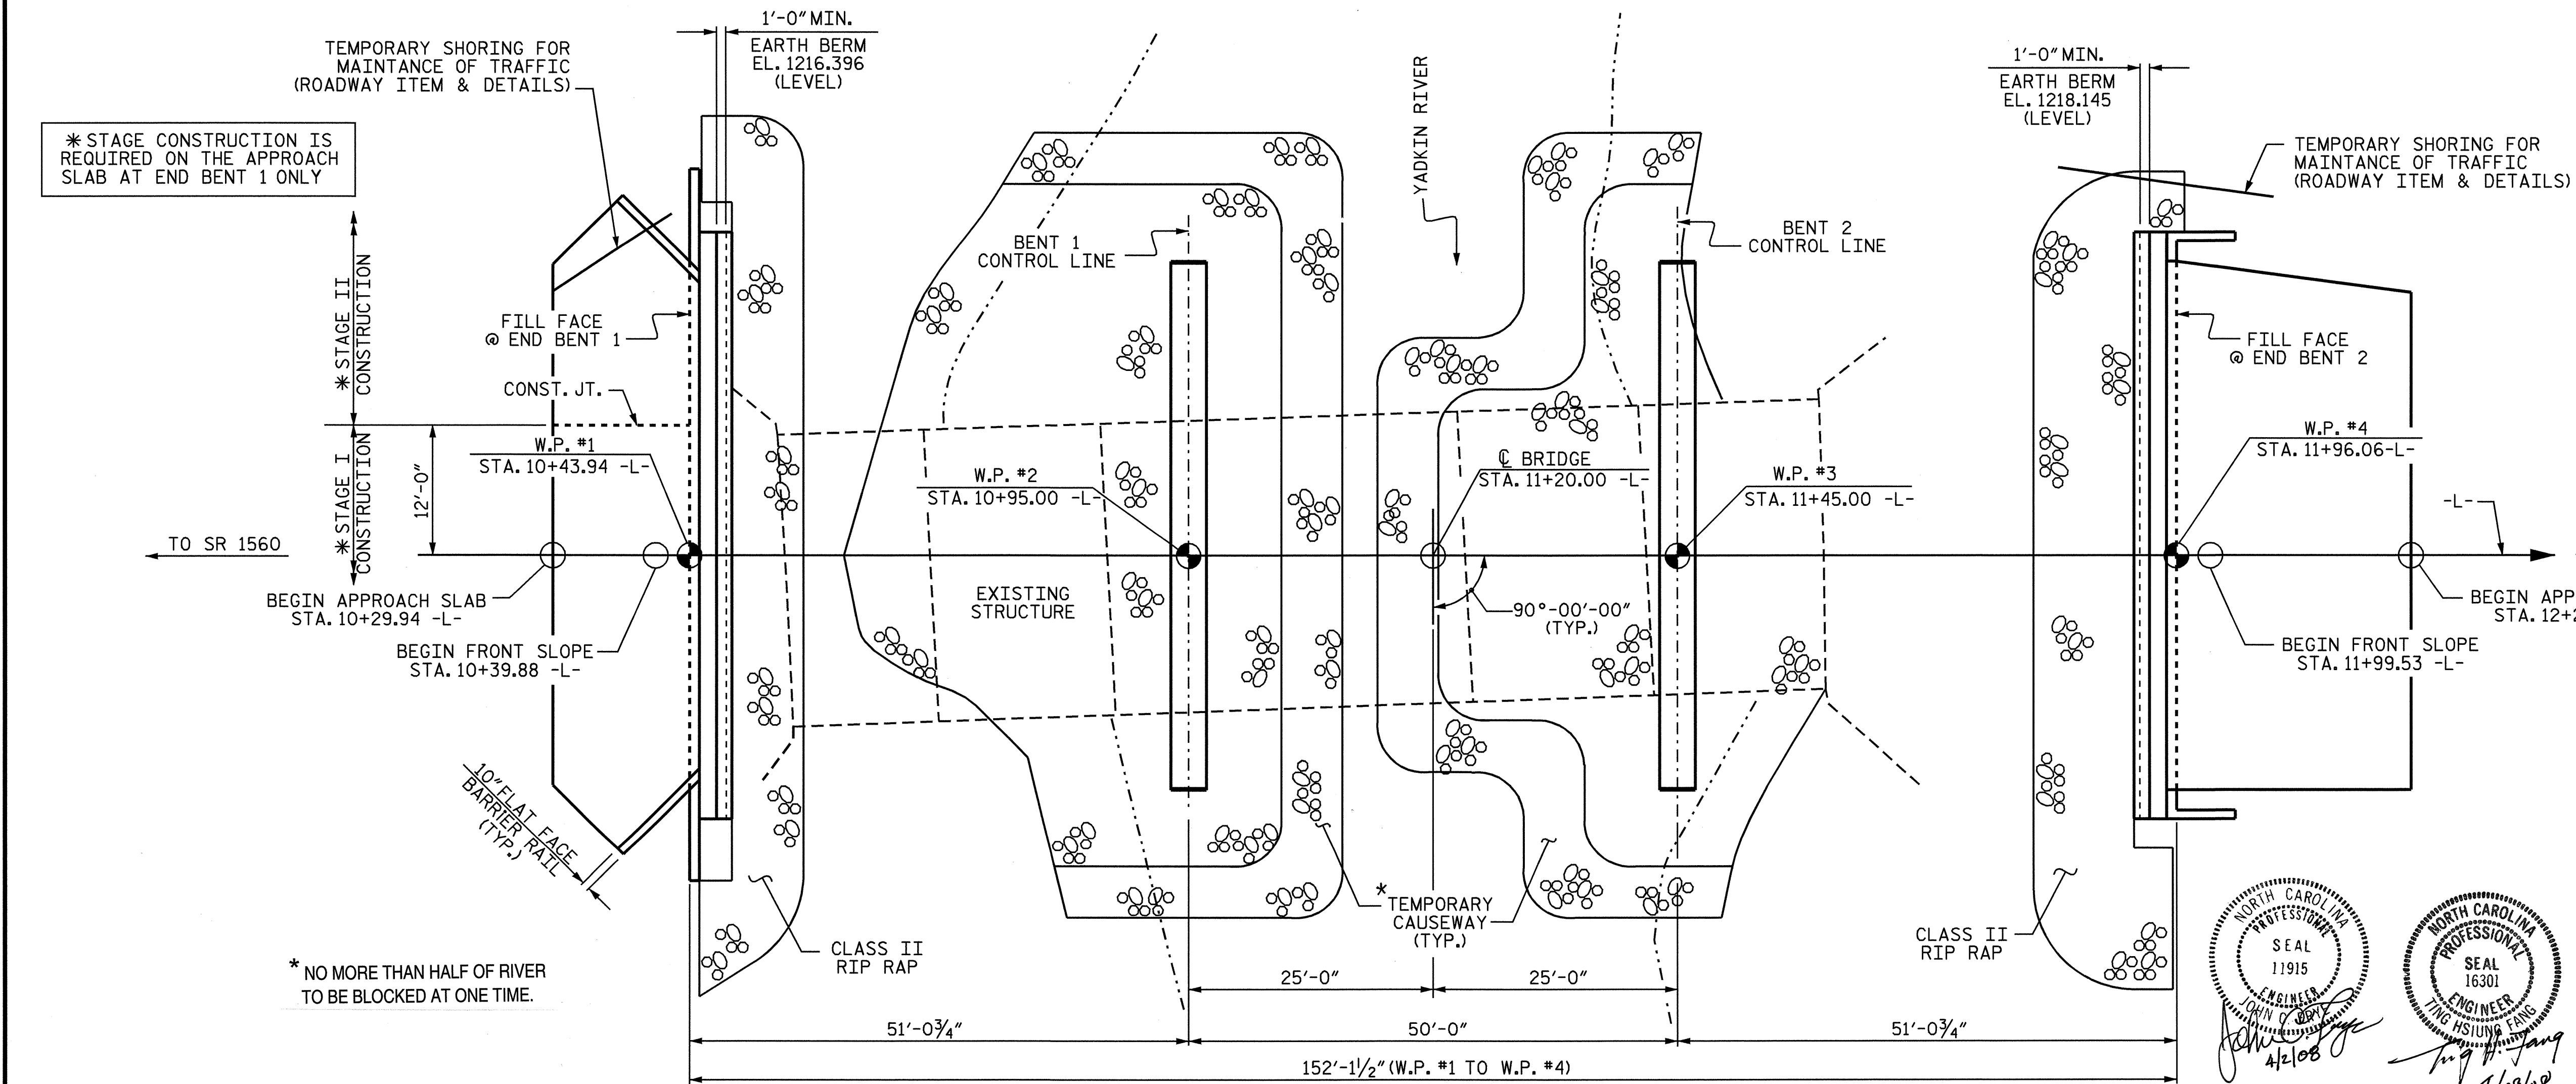 1'-0" MIN.
EARTH BERM
EL. 1216.396
(LEVEL)
TEMPORARY SHORING FOR
MAINTANCE OF TRAFFIC
(ROADWAY ITEM & DETAILS)
* STAGE CONSTRUCTION IS
REQUIRED ON THE APPROACH
SLAB AT END BENT 1 ONLY
YADKIN RIVER
1'-0" MIN.
EARTH BERM
EL. 1218.145
(LEVEL)
TEMPORARY SHORING FOR
MAINTANCE OF TRAFFIC
(ROADWAY ITEM & DETAILS)
BENT 1
CONTROL LINE
BENT 2
CONTROL LINE
* STAGE II
CONSTRUCTION
FILL FACE
@ END BENT 1
FILL FACE
@ END BENT 2
CONST. JT.
* STAGE I
CONSTRUCTION
12'-0"
W.P. #1
STA. 10+43.94 -L-
W.P. #2
STA. 10+95.00 -L-
℄ BRIDGE
STA. 11+20.00 -L-
W.P. #3
STA. 11+45.00 -L-
W.P. #4
STA. 11+96.06-L-
-L-
TO SR 1560
BEGIN APPROACH SLAB
STA. 10+29.94 -L-
BEGIN FRONT SLOPE
STA. 10+39.88 -L-
EXISTING
STRUCTURE
90°-00'-00"
(TYP.)
BEGIN APP
STA. 12+2
BEGIN FRONT SLOPE
STA. 11+99.53 -L-
10" FLAT FACE
BARRIER RAIL
(TYP.)
* TEMPORARY
CAUSEWAY
(TYP.)
CLASS II
RIP RAP
CLASS II
RIP RAP
* NO MORE THAN HALF OF RIVER
TO BE BLOCKED AT ONE TIME.
25'-0"
25'-0"
51'-0¾"
50'-0"
51'-0¾"
152'-1½" (W.P. #1 TO W.P. #4)
NORTH CAROLINA
PROFESSIONAL
SEAL
11915
ENGINEER
JOHN C. FRYE
4/2/08
NORTH CAROLINA
PROFESSIONAL
SEAL
16301
ENGINEER
TING HSIUNG FANG